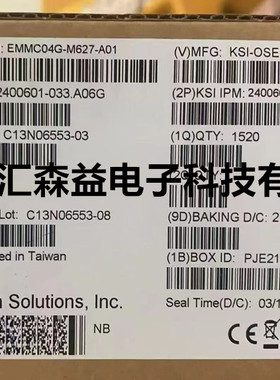 : EMMC04G-M627-A01
(V)MFG: KSI-OSE
2400601-033.A06G
(2P)KSI IPM: 24006
C13N06553-03
(1Q)QTY: 1520
汇森益电子科技有
Lot: C13N06553-08
(9D)BAKING D/C: 2
ed in Taiwan
(1B)BOX ID: PJE21
n Solutions, Inc.
Seal Time(D/C): 03/1
NB
CE